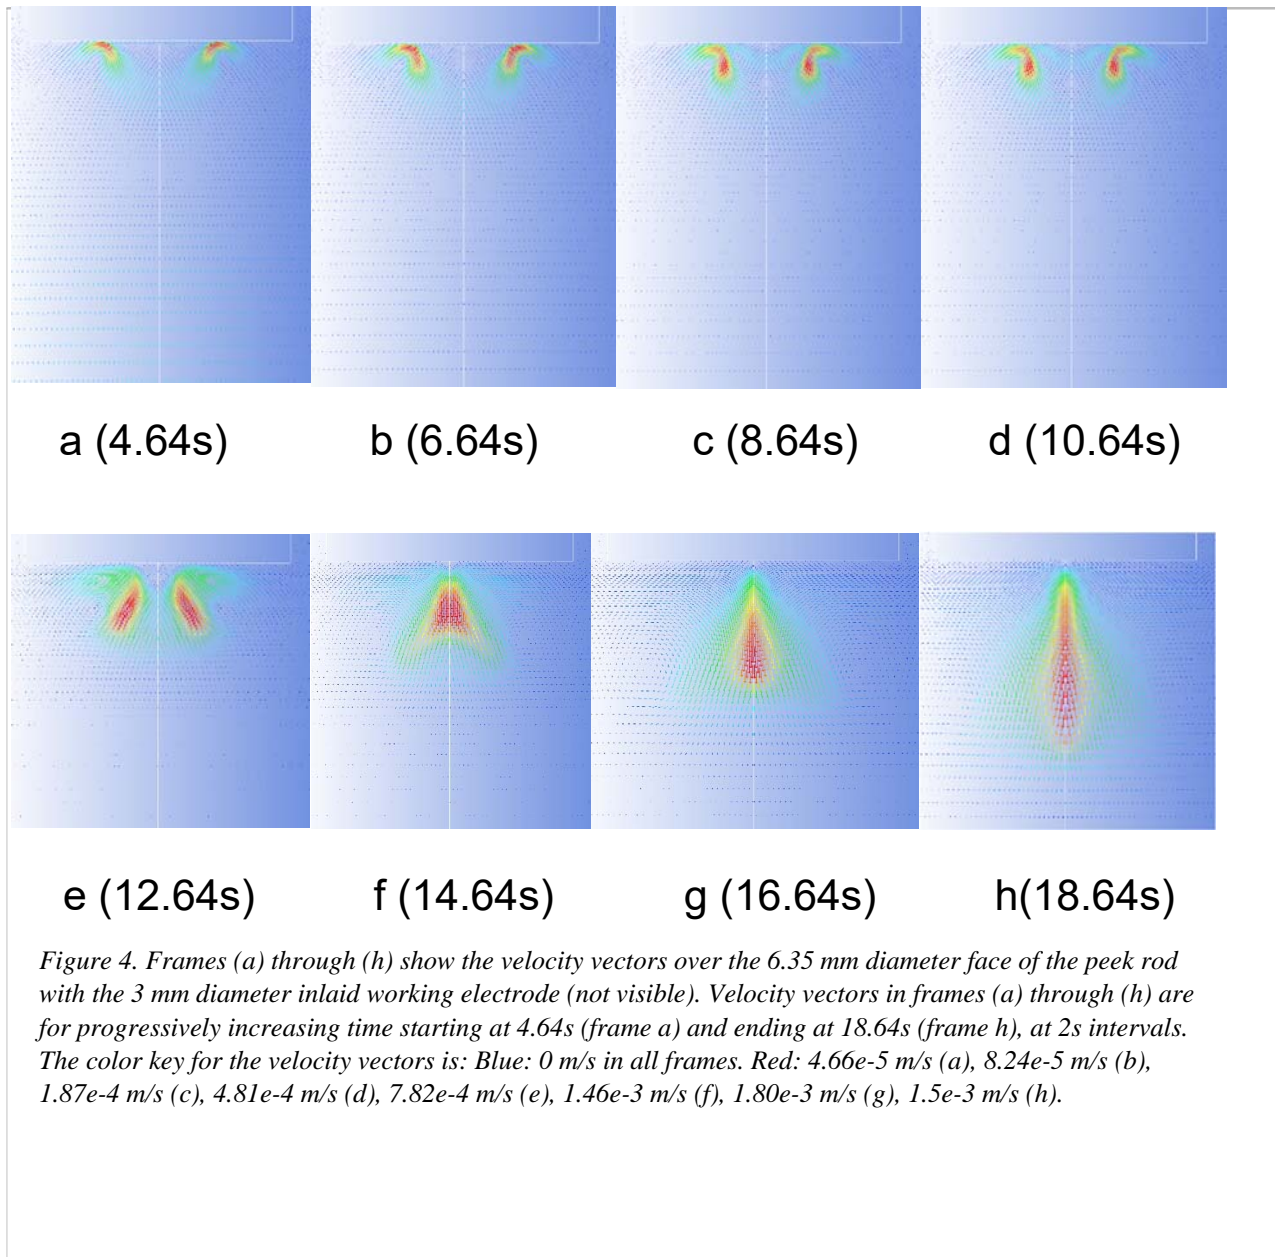 a (4.64s)
b (6.64s)
c (8.64s)
d (10.64s)
e (12.64s)
f (14.64s)
g (16.64s)
h(18.64s)
Figure 4. Frames (a) through (h) show the velocity vectors over the 6.35 mm diameter face of the peek rod
with the 3 mm diameter inlaid working electrode (not visible). Velocity vectors in frames (a) through (h) are
for progressively increasing time starting at 4.64s (frame a) and ending at 18.64s (frame h), at 2s intervals.
The color key for the velocity vectors is: Blue: 0 m/s in all frames. Red: 4.66e-5 m/s (a), 8.24e-5 m/s (b),
1.87e-4 m/s (c), 4.81e-4 m/s (d), 7.82e-4 m/s (e), 1.46e-3 m/s (f), 1.80e-3 m/s (g), 1.5e-3 m/s (h).